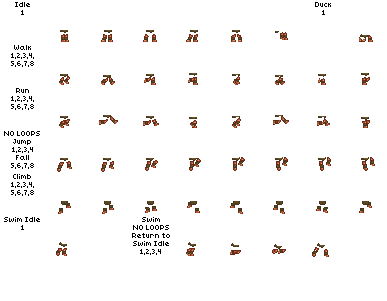 Idle
1
Duck
1
Walk
1,2,3,4,
5,6,7,8
Run
1,2,3,4,
5,6,7,8
NO LOOPS
Jump
1,2,3,4
Fall
5,6,7,8
Climb
1,2,3,4,
5,6,7,8
Swim Idle
1
Swim
NO LOOPS
Return to
Swim Idle
1,2,3,4